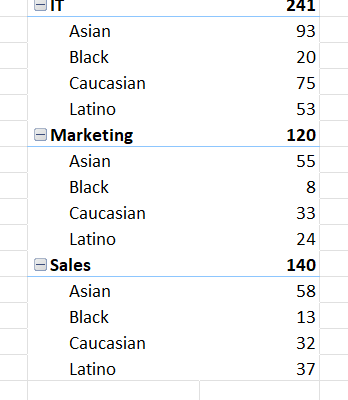 IT 241
Asian 93
Black 20
Caucasian 75
Latino 53
Marketing 120
Asian 55
Black 8
Caucasian 33
Latino 24
Sales 140
Asian 58
Black 13
Caucasian 32
Latino 37